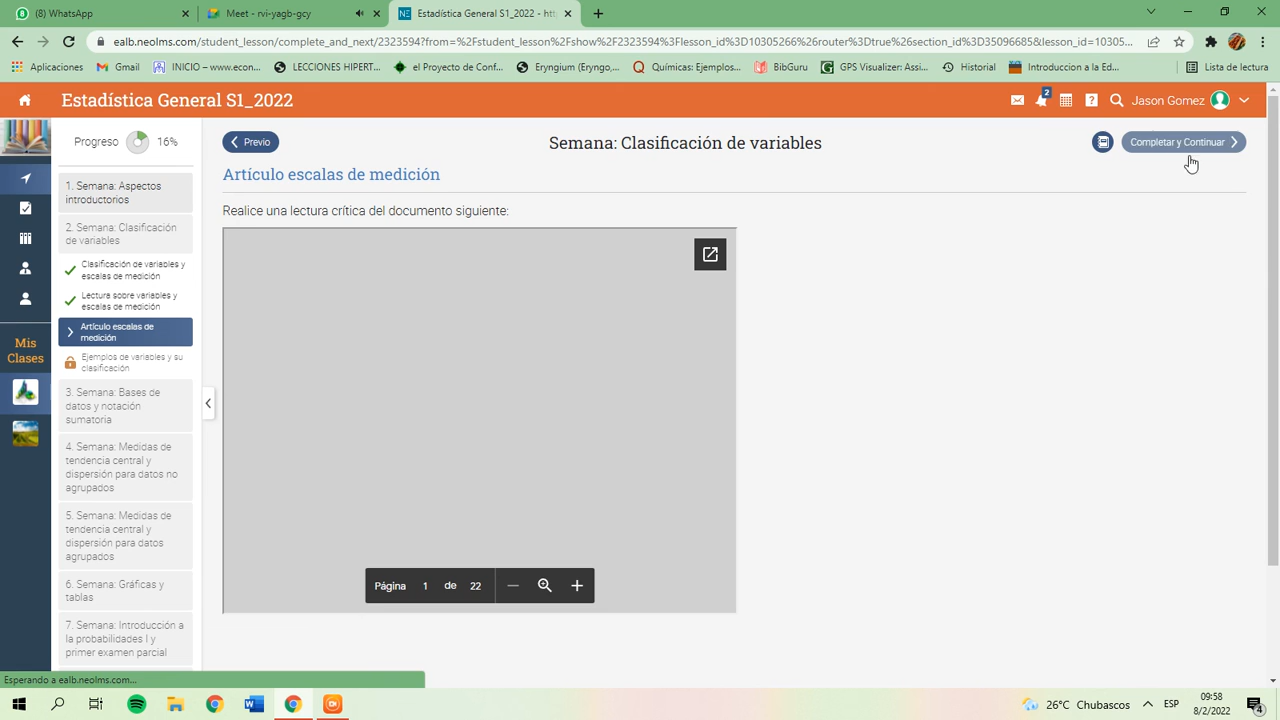 WhatsApp
Meet - rvi-yagb-gcy
Estadística General S1_2022 - htt
ealb.neolms.com/student_lesson/complete_and_next/2323594?from=%2Fstudent_lesson%2Fshow%2F2323594%3Flesson_id%3D10305266%26router%3Dtrue%26section_id%3D35096685&lesson_id=10305...
Aplicaciones
Gmail
INICIO – www.econ...
LECCIONES HIPERT...
el Proyecto de Conf...
Eryngium (Eryngo,...
Químicas: Ejemplos...
BibGuru
GPS Visualizer: Assi...
Historial
Introduccion a la Ed...
Lista de lectura
Estadística General S1_2022
2
Jason Gomez
Progreso
16%
Previo
Semana: Clasificación de variables
Completar y Continuar
Artículo escalas de medición
Realice una lectura crítica del documento siguiente:
1. Semana: Aspectos
introductorios
2. Semana: Clasificación
de variables
Clasificación de variables y
escalas de medición
Lectura sobre variables y
escalas de medición
Artículo escalas de
medición
Ejemplos de variables y su
clasificación
3. Semana: Bases de
datos y notación
sumatoria
4. Semana: Medidas de
tendencia central y
dispersión para datos no
agrupados
5. Semana: Medidas de
tendencia central y
dispersión para datos
agrupados
6. Semana: Gráficas y
tablas
7. Semana: Introducción a
la probabilidades I y
primer examen parcial
Mis
Clases
Página 1 de 22
Esperando a ealb.neolms.com...
26°C Chubascos
ESP
09:58
8/2/2022
4